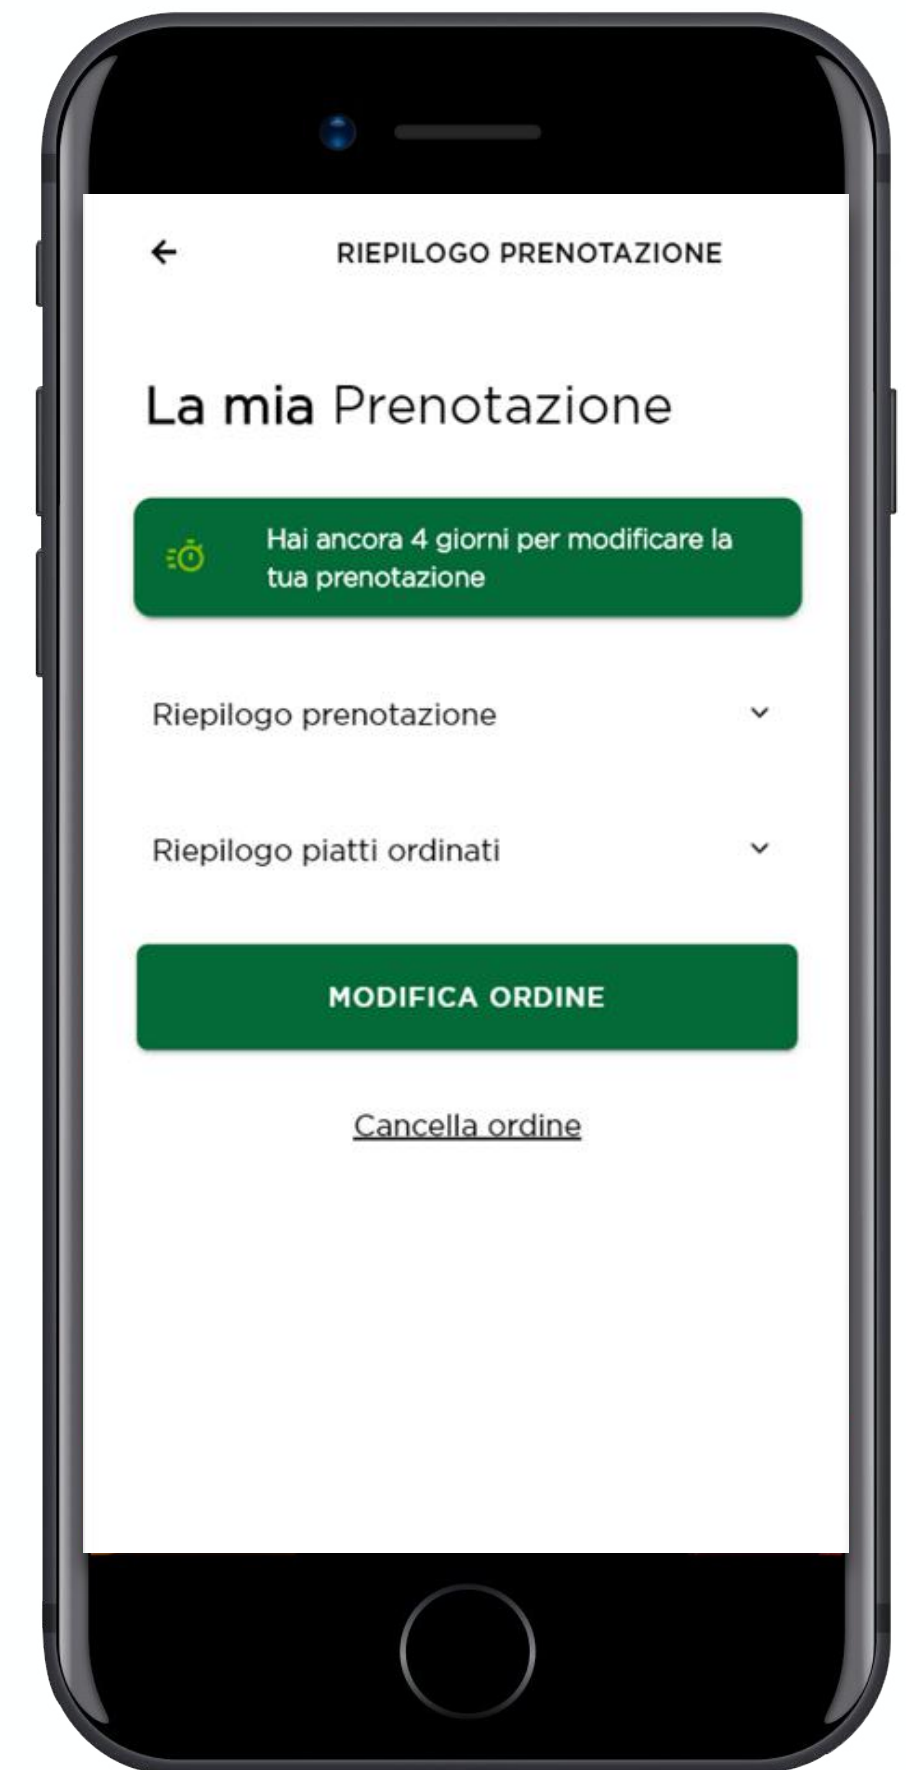 RIEPILOGO PRENOTAZIONE
La mia Prenotazione
Hai ancora 4 giorni per modificare la
tua prenotazione
Riepilogo prenotazione
Riepilogo piatti ordinati
MODIFICA ORDINE
Cancella ordine